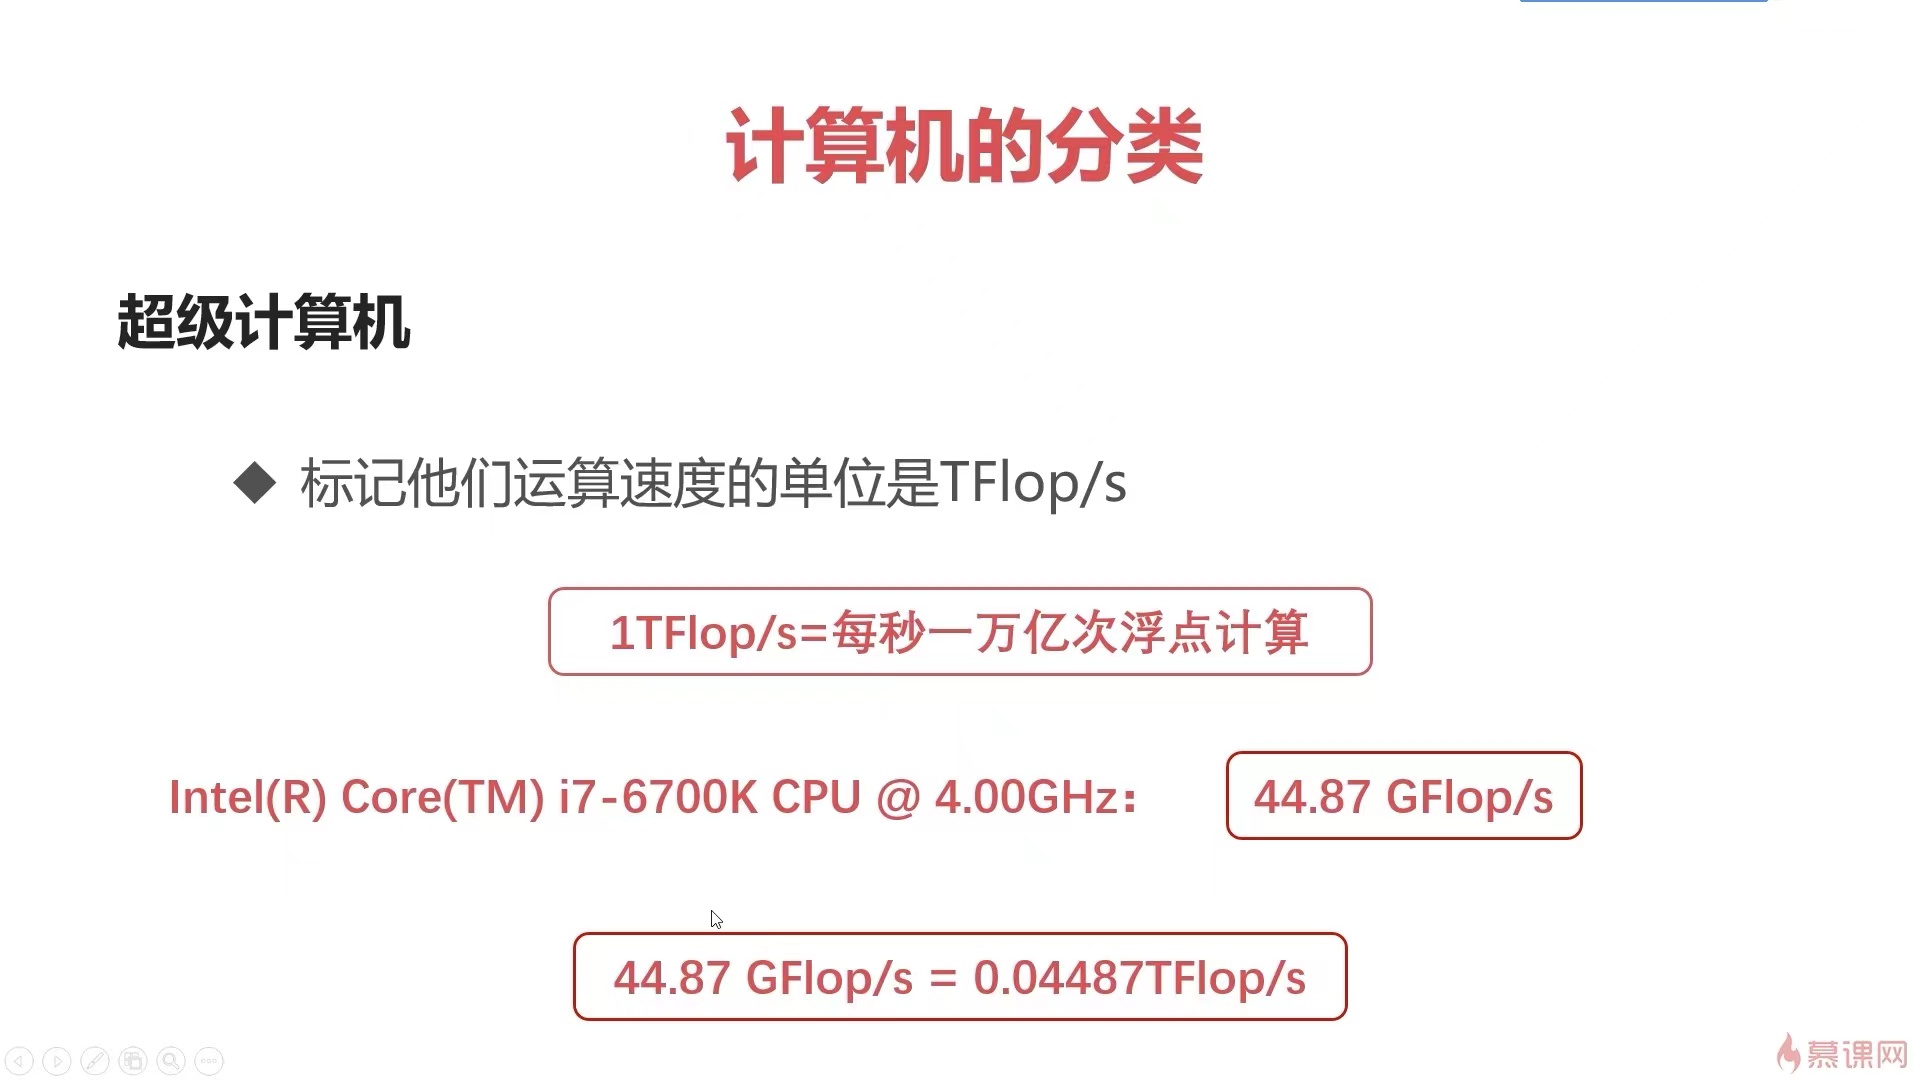 计算机的分类
超级计算机
◆ 标记他们运算速度的单位是TFlop/s
1TFlop/s=每秒一万亿次浮点计算
Intel(R) Core(TM) i7-6700K CPU @ 4.00GHz： 44.87 GFlop/s
44.87 GFlop/s = 0.04487TFlop/s
慕课网